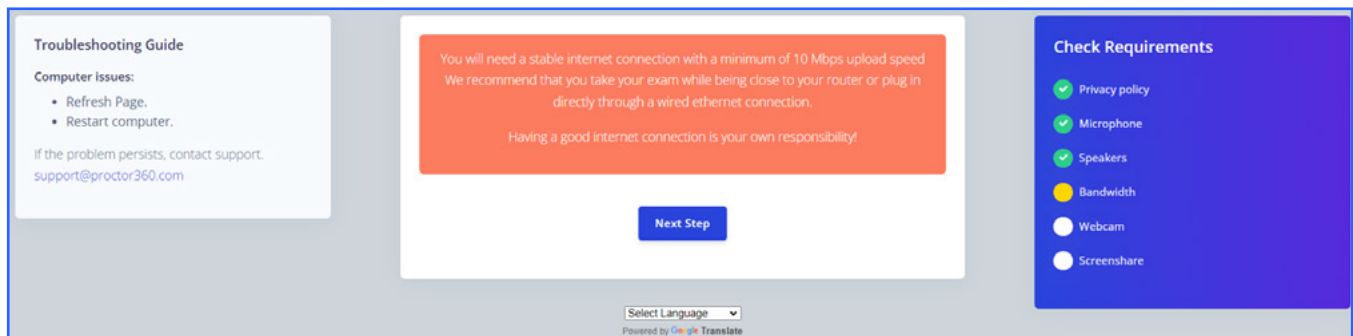 Troubleshooting Guide
Computer issues:
• Refresh Page.
• Restart computer.
If the problem persists, contact support.
support@proctor360.com
You will need a stable internet connection with a minimum of 10 Mbps upload speed
We recommend that you take your exam while being close to your router or plug in
directly through a wired ethernet connection.
Having a good internet connection is your own responsibility!
Next Step
Select Language
Powered by Google Translate
Check Requirements
Privacy policy
Microphone
Speakers
Bandwidth
Webcam
Screenshare